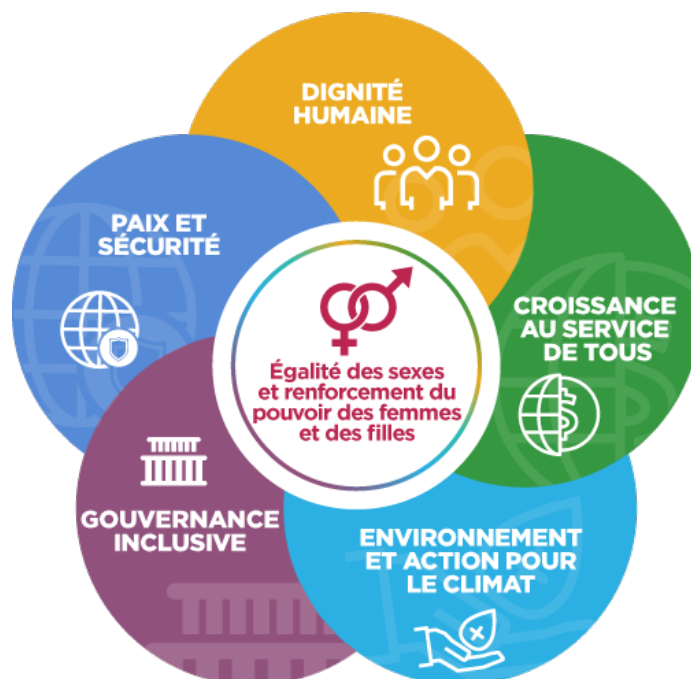 DIGNITÉ
HUMAINE
PAIX ET
SÉCURITÉ
CROISSANCE
AU SERVICE
DE TOUS
Égalité des sexes
et renforcement du
pouvoir des femmes
et des filles
GOUVERNANCE
INCLUSIVE
ENVIRONNEMENT
ET ACTION POUR
LE CLIMAT